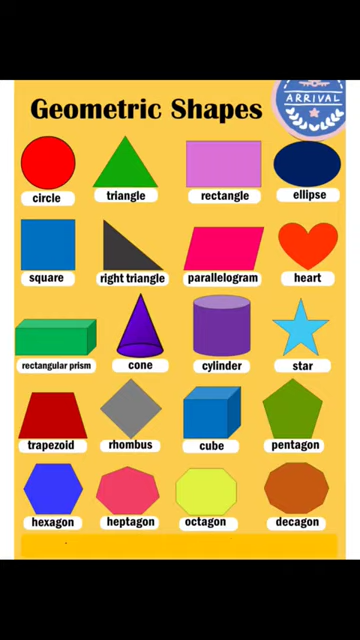 ARRIVAL
Geometric Shapes
circle
triangle
rectangle
ellipse
square
right triangle
parallelogram
heart
rectangular prism
cone
cylinder
star
trapezoid
rhombus
cube
pentagon
hexagon
heptagon
octagon
decagon